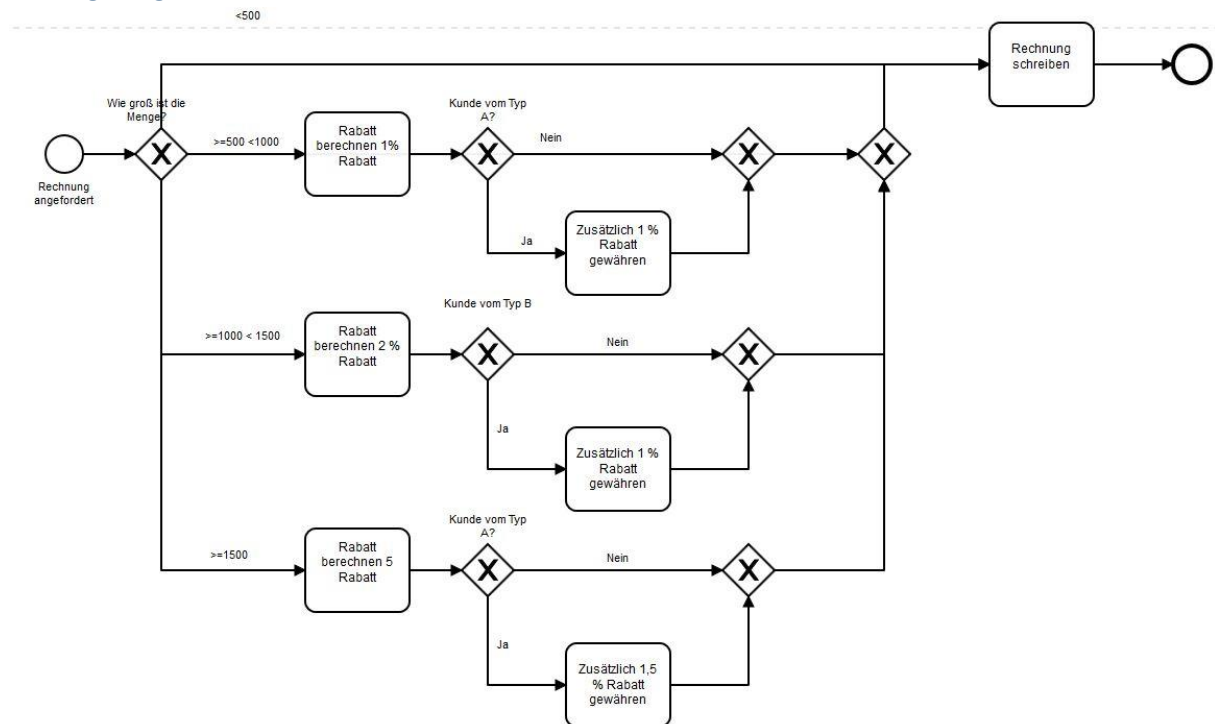 <500
Rechnung
schreiben
Wie groß ist die
Menge?
Kunde vom Typ
A?
>=500 <1000
Rabatt
berechnen 1%
Rabatt
Nein
Rechnung
angefordert
Ja
Zusätzlich 1 %
Rabatt
gewähren
Kunde vom Typ B
>=1000 < 1500
Rabatt
berechnen 2 %
Rabatt
Nein
Ja
Zusätzlich 1 %
Rabatt
gewähren
Kunde vom Typ
A?
>=1500
Rabatt
berechnen 5
Rabatt
Nein
Ja
Zusätzlich 1,5
% Rabatt
gewähren